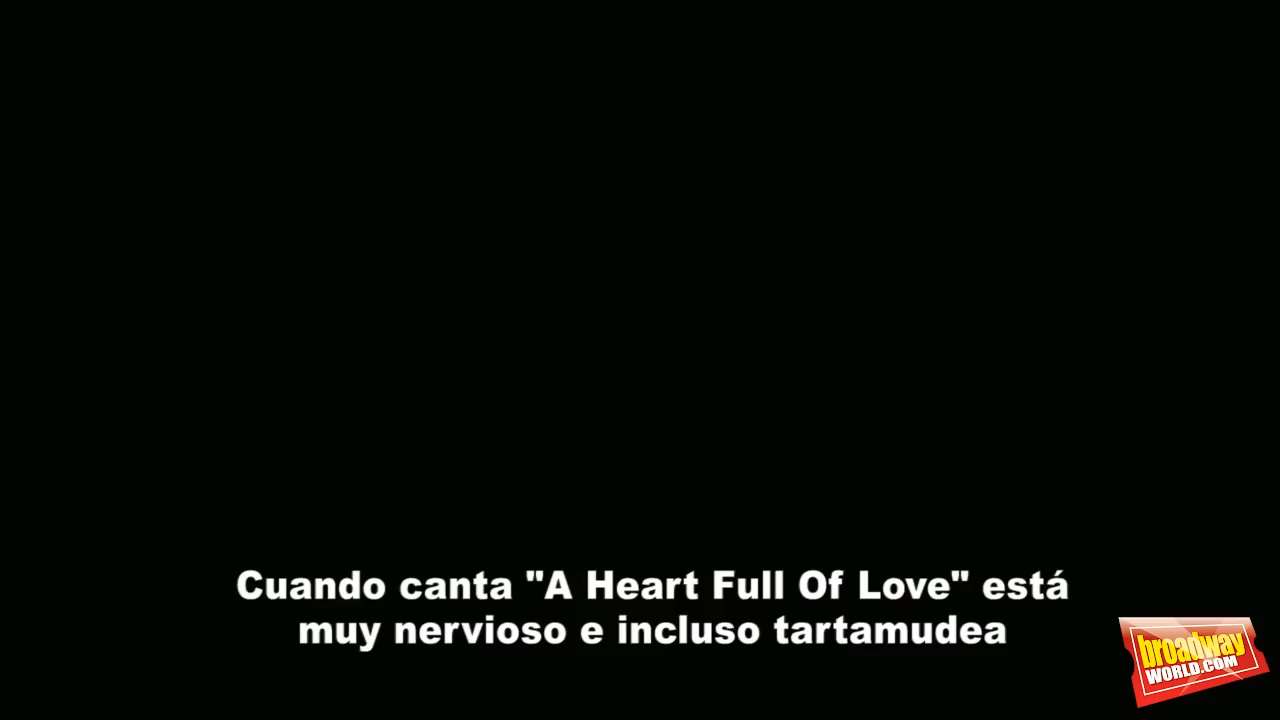 Cuando canta "A Heart Full Of Love" está
muy nervioso e incluso tartamudea
broadway
WORLD.COM